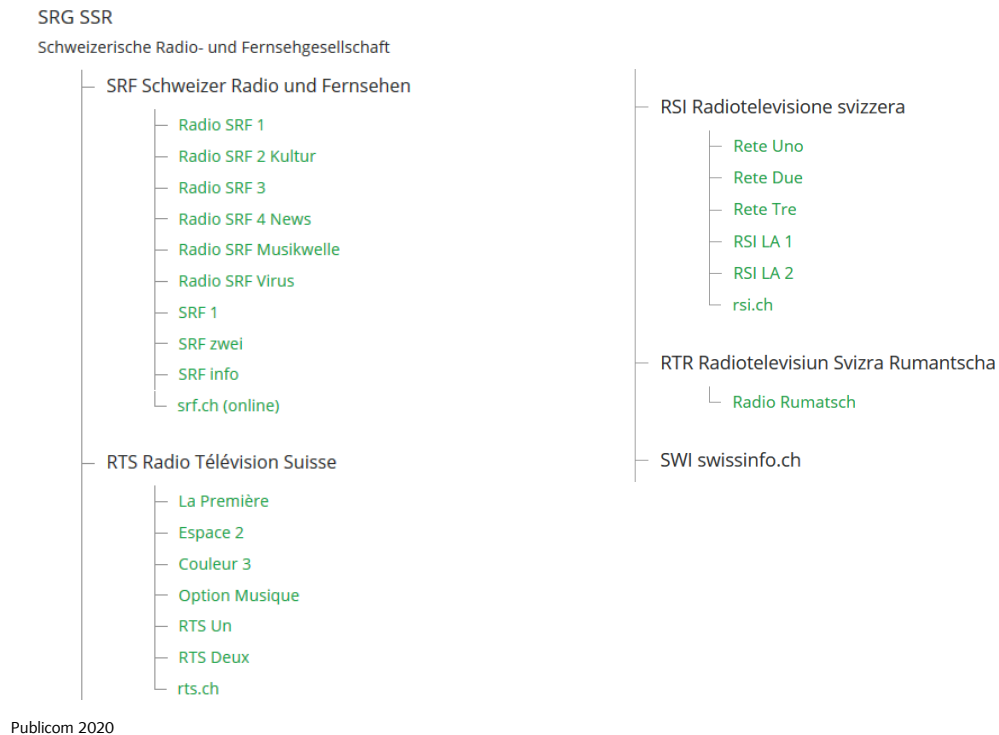 SRG SSR
Schweizerische Radio- und Fernsehgesellschaft
SRF Schweizer Radio und Fernsehen
Radio SRF 1
Radio SRF 2 Kultur
Radio SRF 3
Radio SRF 4 News
Radio SRF Musikwelle
Radio SRF Virus
SRF 1
SRF zwei
SRF info
srf.ch (online)
RTS Radio Télévision Suisse
La Première
Espace 2
Couleur 3
Option Musique
RTS Un
RTS Deux
rts.ch
RSI Radiotelevisione svizzera
Rete Uno
Rete Due
Rete Tre
RSI LA 1
RSI LA 2
rsi.ch
RTR Radiotelevisiun Svizra Rumantscha
Radio Rumatsch
SWI swissinfo.ch
Publicom 2020